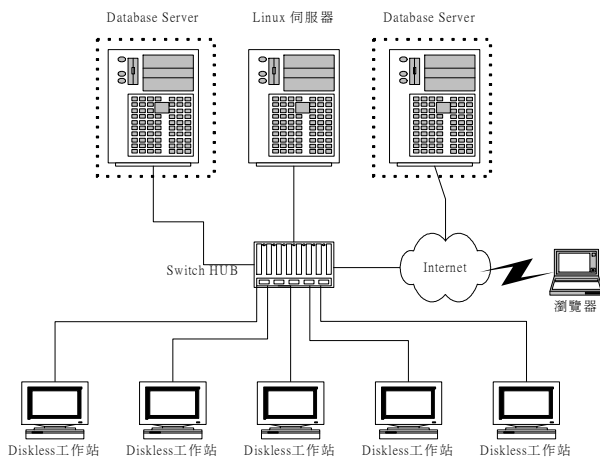 Database Server
Linux 伺服器
Database Server
Switch HUB
Internet
瀏覽器
Diskless工作站
Diskless工作站
Diskless工作站
Diskless工作站
Diskless工作站